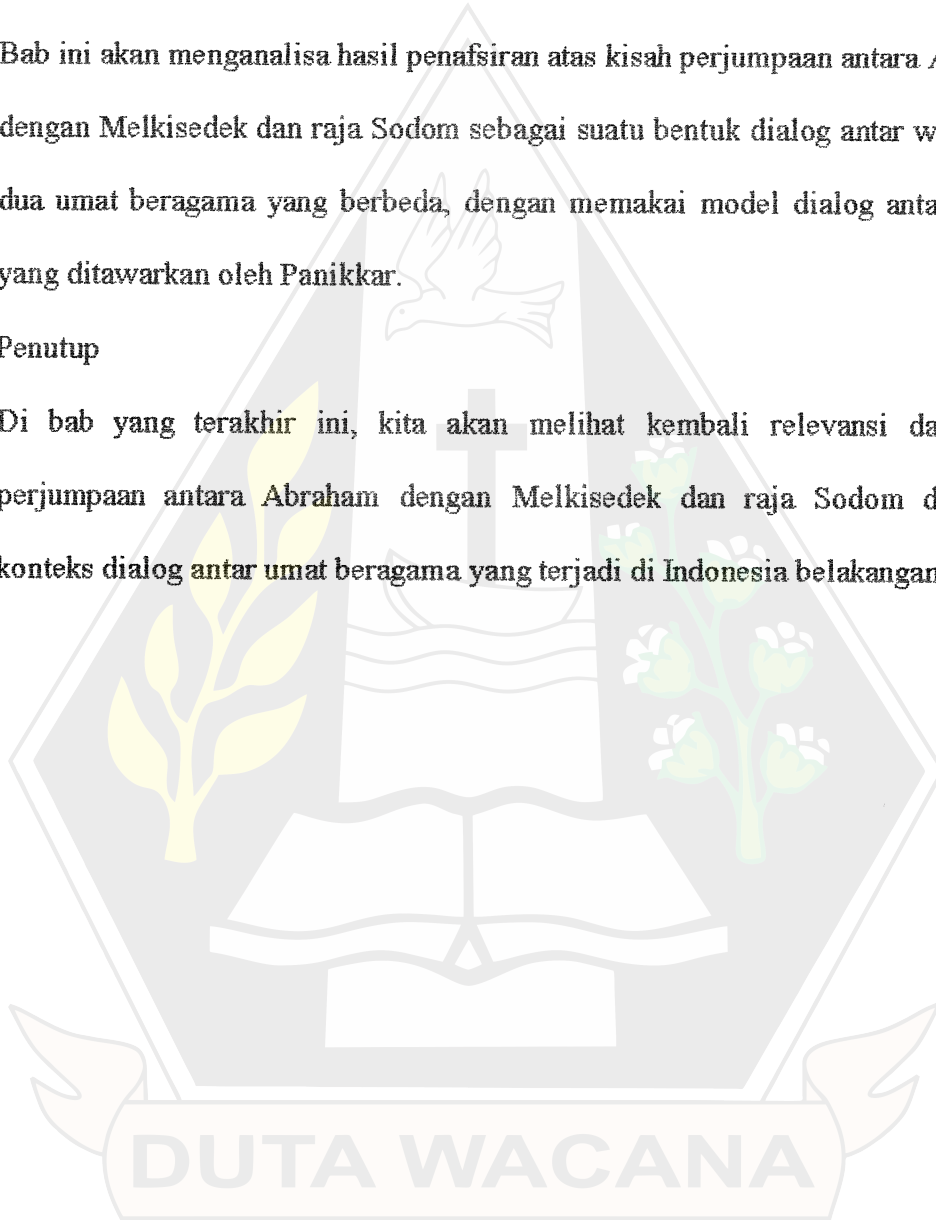 Bab ini akan menganalisa hasil penafsiran atas kisah perjumpaan antara
dengan Melkisedek dan raja Sodom sebagai suatu bentuk dialog antar
dua umat beragama yang berbeda, dengan memakai model dialog
yang ditawarkan oleh Panikkar.
Penutup
Di bab yang terakhir ini, kita akan melihat kembali relevansi
perjumpaan antara Abraham dengan Melkisedek dan raja Sodom
konteks dialog antar umat beragama yang terjadi di Indonesia belakangan
DUTA WACANA